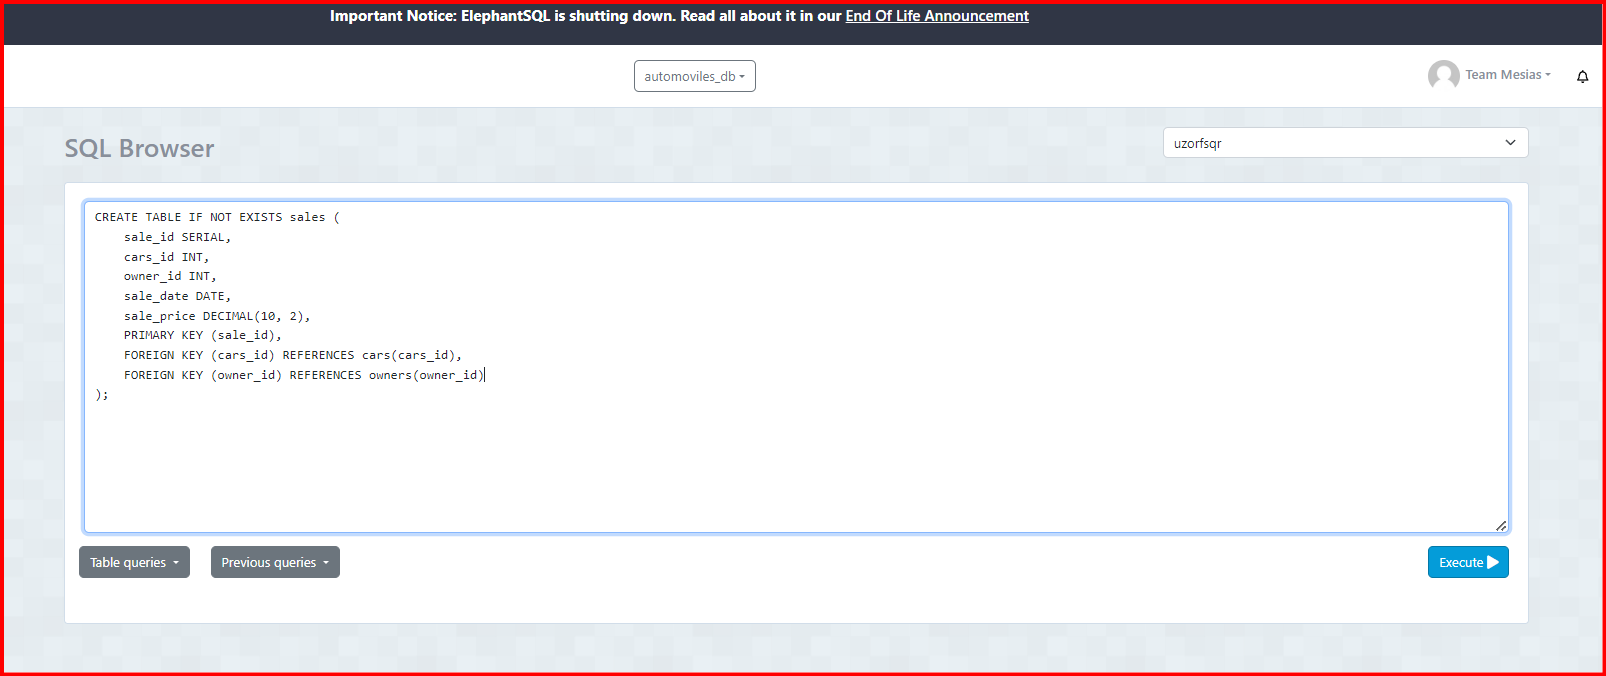 Important Notice: ElephantSQL is shutting down. Read all about it in our End Of Life Announcement
automoviles_db
Team Mesias
SQL Browser
uzorfsqr
CREATE TABLE IF NOT EXISTS sales (
    sale_id SERIAL,
    cars_id INT,
    owner_id INT,
    sale_date DATE,
    sale_price DECIMAL(10, 2),
    PRIMARY KEY (sale_id),
    FOREIGN KEY (cars_id) REFERENCES cars(cars_id),
    FOREIGN KEY (owner_id) REFERENCES owners(owner_id)
);
Table queries
Previous queries
Execute